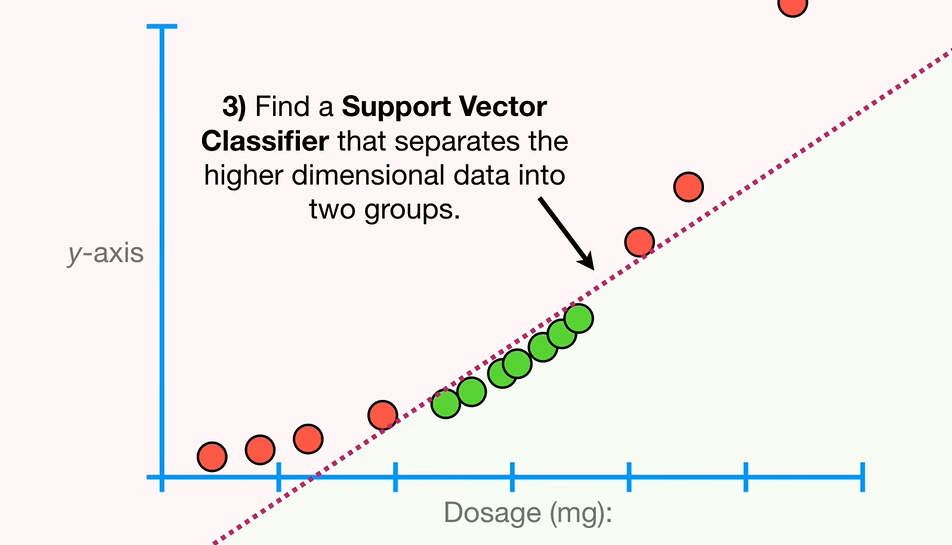 3) Find a Support Vector
Classifier that separates the
higher dimensional data into
two groups.
y-axis
Dosage (mg):